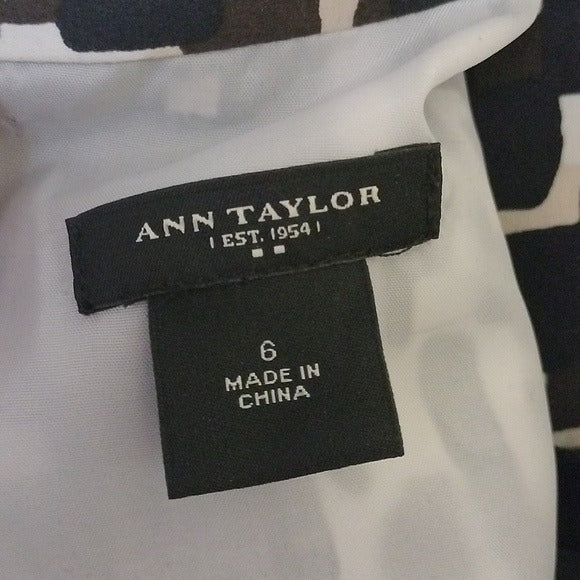 ANN TAYLOR
| EST. 1954 |
6
MADE IN
CHINA